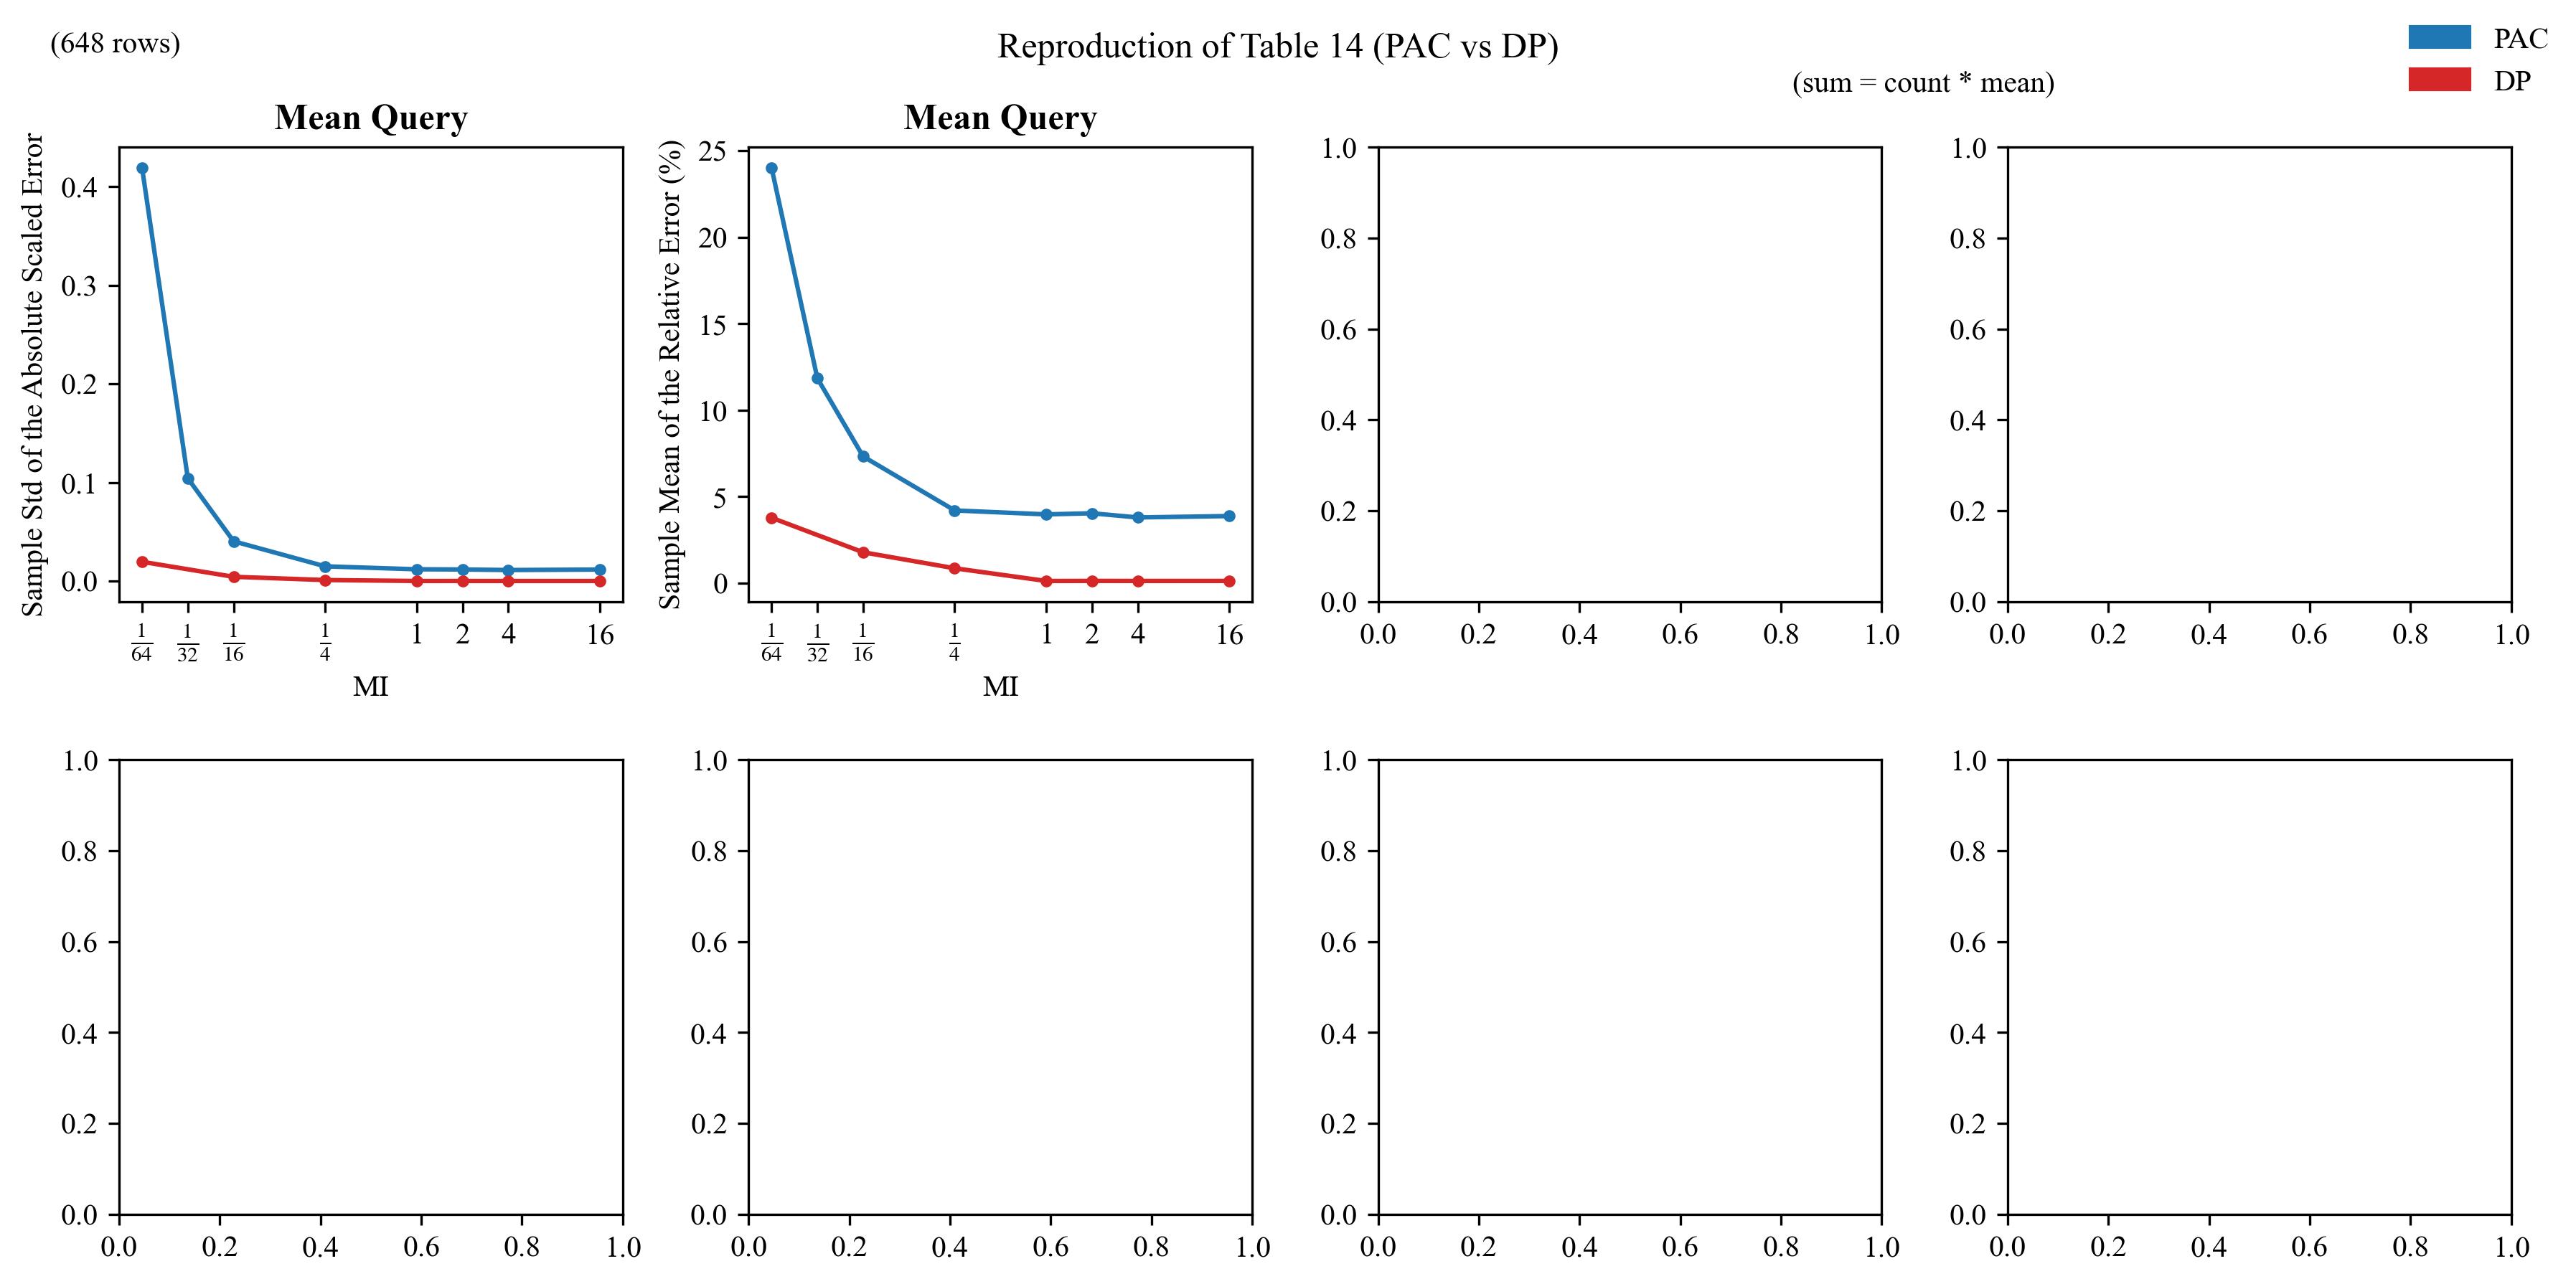 (648 rows)
Reproduction of Table 14 (PAC vs DP)
(sum = count * mean)
PAC
DP
Mean Query
Sample Std of the Absolute Scaled Error
0.4
0.3
0.2
0.1
0.0
1/64 1/32 1/16 1/4 1 2 4 16
MI
Mean Query
Sample Mean of the Relative Error (%)
25
20
15
10
5
0
1/64 1/32 1/16 1/4 1 2 4 16
MI
1.0
0.8
0.6
0.4
0.2
0.0
0.0 0.2 0.4 0.6 0.8 1.0
1.0
0.8
0.6
0.4
0.2
0.0
0.0 0.2 0.4 0.6 0.8 1.0
1.0
0.8
0.6
0.4
0.2
0.0
0.0 0.2 0.4 0.6 0.8 1.0
1.0
0.8
0.6
0.4
0.2
0.0
0.0 0.2 0.4 0.6 0.8 1.0
1.0
0.8
0.6
0.4
0.2
0.0
0.0 0.2 0.4 0.6 0.8 1.0
1.0
0.8
0.6
0.4
0.2
0.0
0.0 0.2 0.4 0.6 0.8 1.0